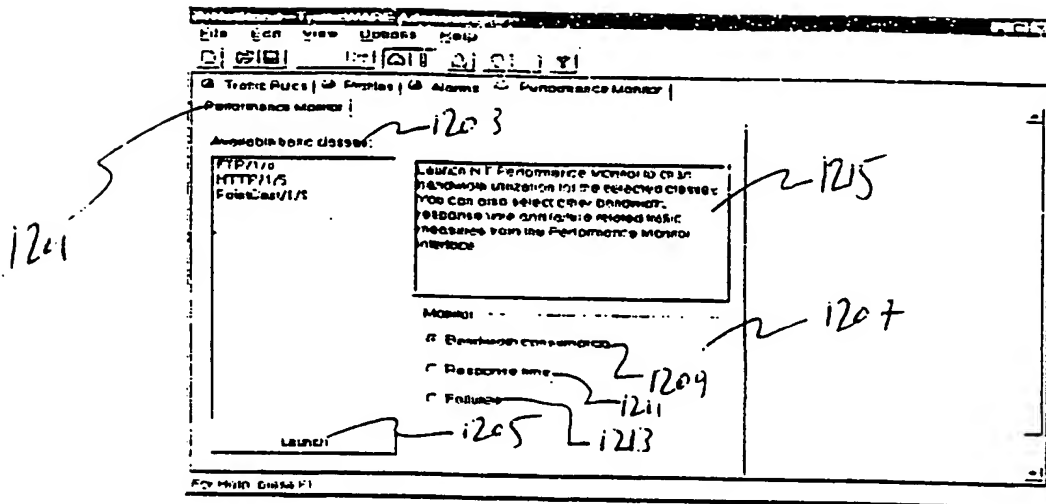 File Edit View Options Help
Traffic Rules | Profiles | Alarms Performance Monitor |
Performance Monitor
1203
Available basic classes:
FTP/1/8
HTTP/1/5
PointCast/1/5
Launch NT Performance Monitor to chart
bandwidth utilization for the selected classes
You can also select other bandwidth,
response time and failure related traffic
measures from the Performance Monitor
interface
1215
1201
Monitor
1207
Bandwidth consumption
1209
Response time
1211
Failures
1213
Launch
1205
For Help, press F1